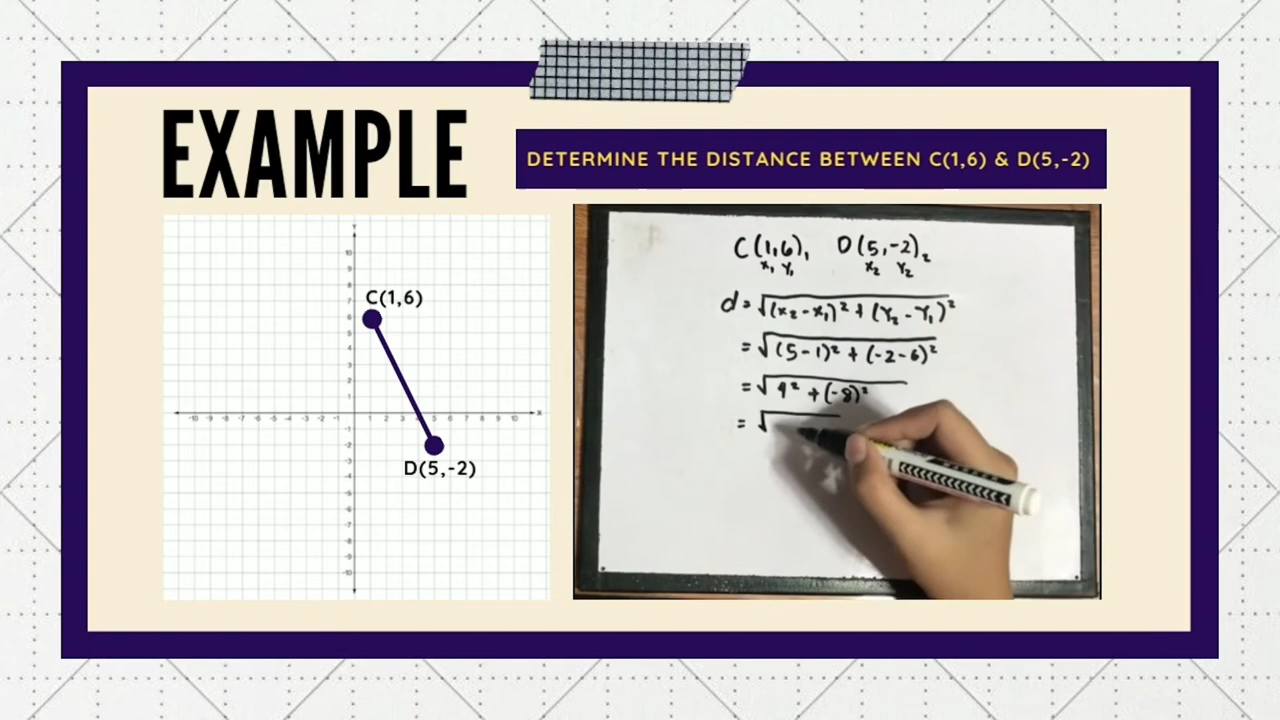 EXAMPLE
DETERMINE THE DISTANCE BETWEEN C(1,6) & D(5,-2)
Y
C(1,6)
X
D(5,-2)
C(1,6), D(5,-2)₂
x₁ y₁ x₂ y₂
d = √(x₂-x₁)² + (y₂-y₁)²
= √(5-1)² + (-2-6)²
= √4² + (-8)²
= √